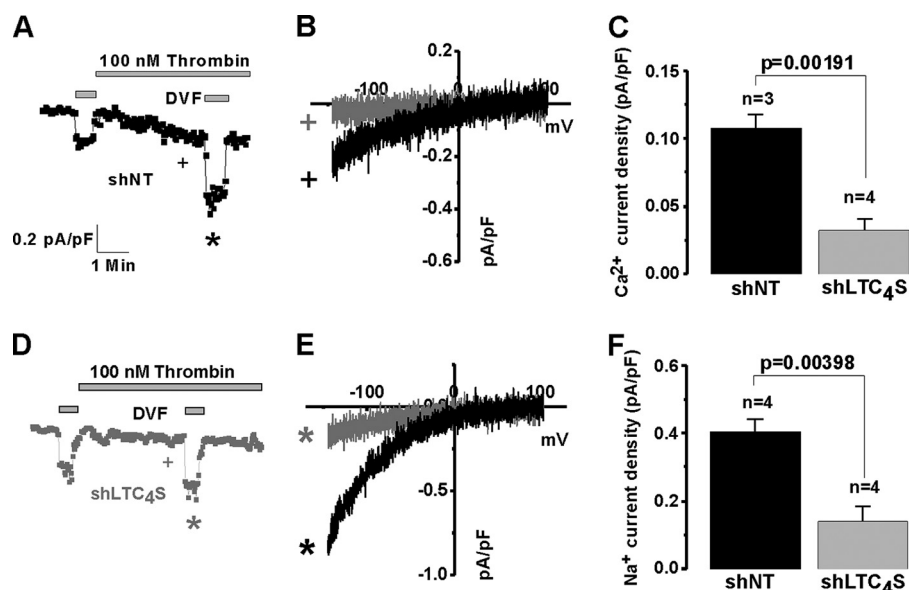 A
100 nM Thrombin
DVF
+
shNT
*
0.2 pA/pF
1 Min
B
0.2
-100
0
100
mV
+
+
-0.2
-0.4
-0.6
pA/pF
C
Ca2+ current density (pA/pF)
0.15
0.10
0.05
0.00
p=0.00191
n=3
n=4
shNT
shLTC4S
D
100 nM Thrombin
DVF
+
shLTC4S
*
E
-100
0
100
mV
*
*
-0.5
-1.0
pA/pF
F
Na+ current density (pA/pF)
0.6
0.4
0.2
0.0
p=0.00398
n=4
n=4
shNT
shLTC4S